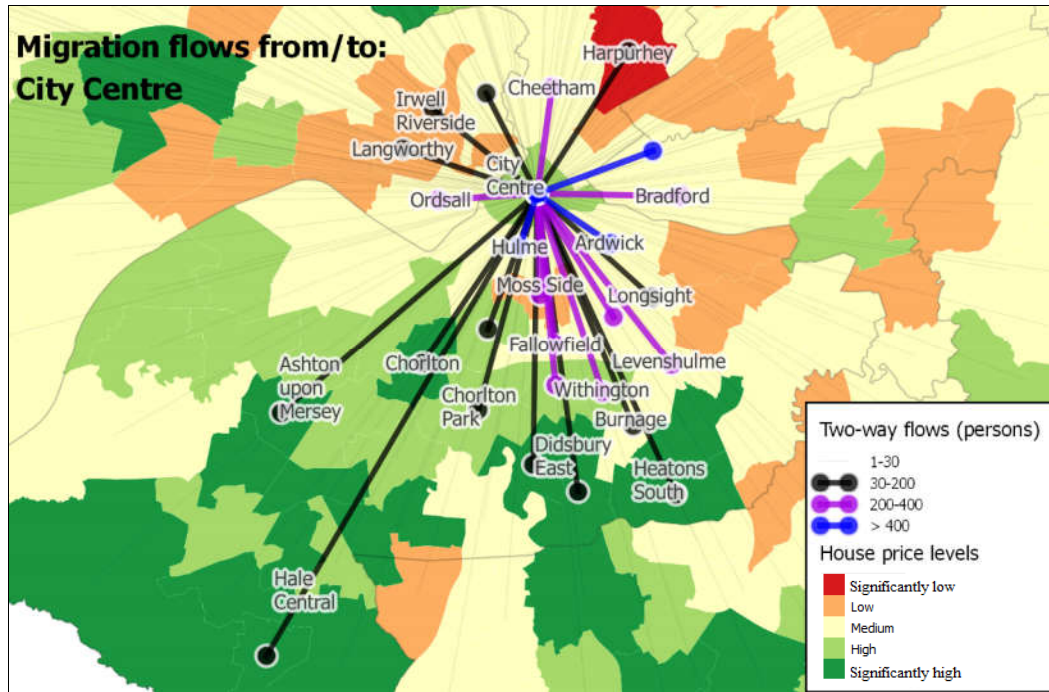 Migration flows from/to:
City Centre
Harpurhey
Cheetham
Irwell
Riverside
Langworthy
City
Centre
Ordsall
Bradford
Hulme
Ardwick
Moss Side
Longsight
Fallowfield
Levenshulme
Ashton
upon
Mersey
Chorlton
Chorlton
Park
Withington
Burnage
Didsbury
East
Heatons
South
Hale
Central
Two-way flows (persons)
1-30
30-200
200-400
> 400
House price levels
Significantly low
Low
Medium
High
Significantly high